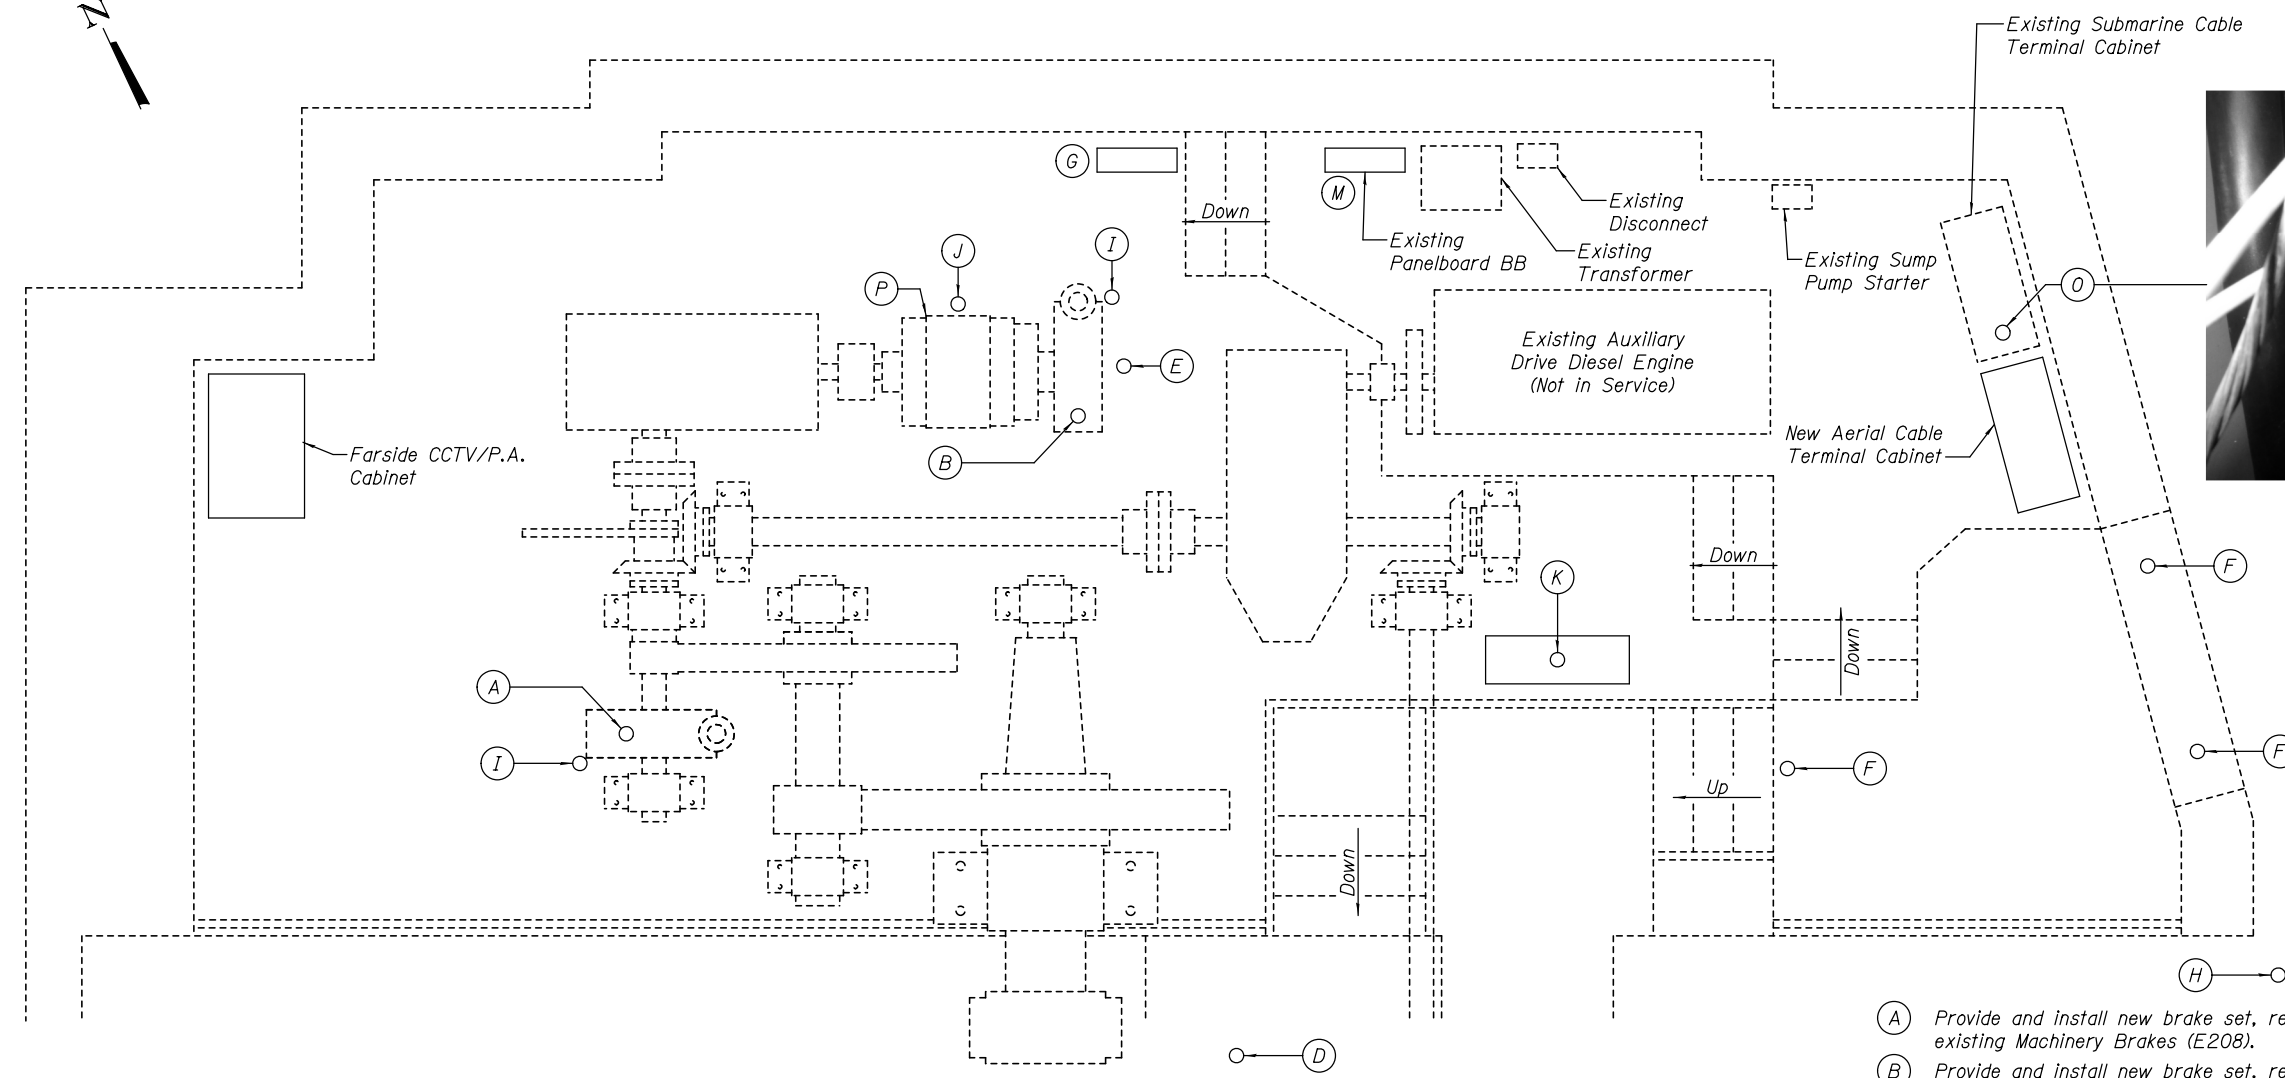 N
Existing Submarine Cable
Terminal Cabinet
G
M
Down
Existing
Disconnect
Existing
Panelboard BB
Existing
Transformer
Existing Sump
Pump Starter
O
I
J
P
E
B
Existing Auxiliary
Drive Diesel Engine
(Not in Service)
New Aerial Cable
Terminal Cabinet
Farside CCTV/P.A.
Cabinet
Down
K
F
Down
A
I
F
F
Up
Down
H
D
A
Provide and install new brake set, re
existing Machinery Brakes (E208).
B
Provide and install new brake set, re